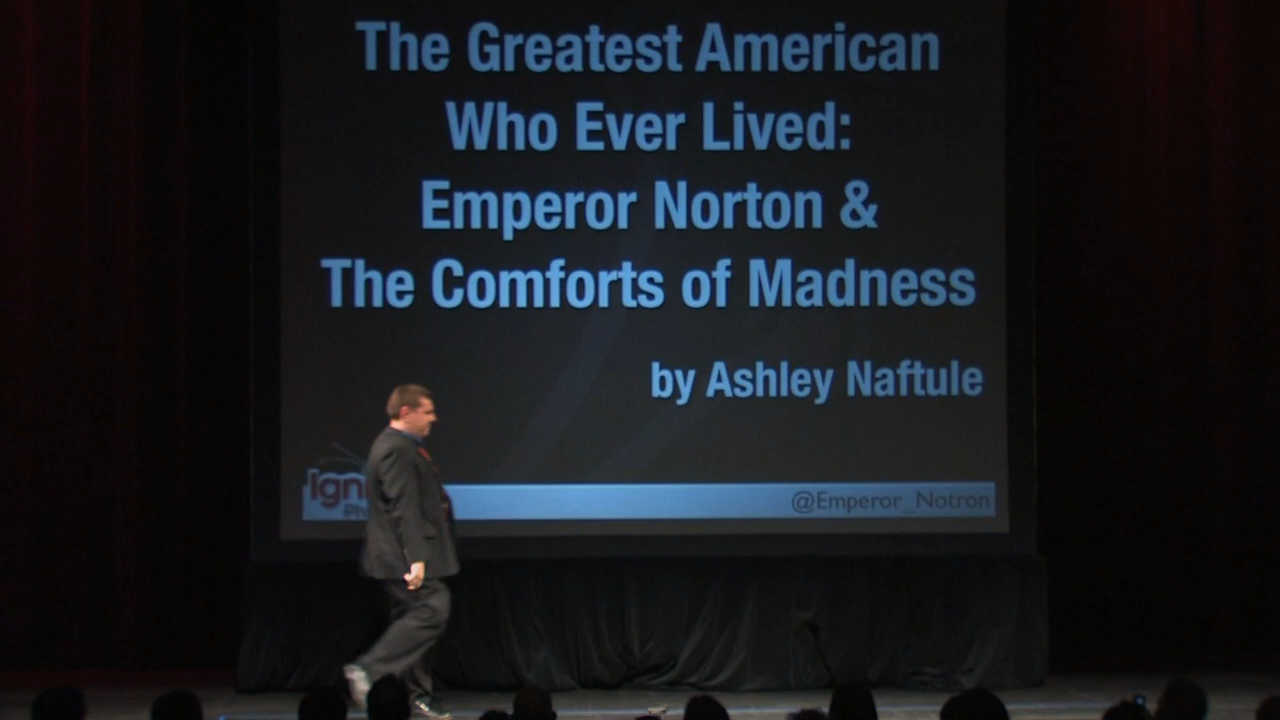 The Greatest American
Who Ever Lived:
Emperor Norton &
The Comforts of Madness
by Ashley Naftule
@Emperor_Notron